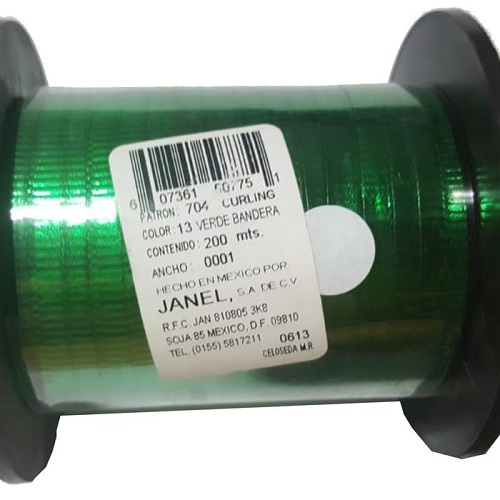 6 07361 50775 1
PATRON: 704 CURLING
COLOR: 13 VERDE BANDERA
CONTENIDO: 200 mts.
ANCHO: 0001
HECHO EN MEXICO POR
JANEL, S.A. DE C.V.
R.F.C. JAN 810805 3K8
SOJA 85 MEXICO, D.F. 09810
TEL. (0155) 5817211 0613
CELOSEDA M.R.